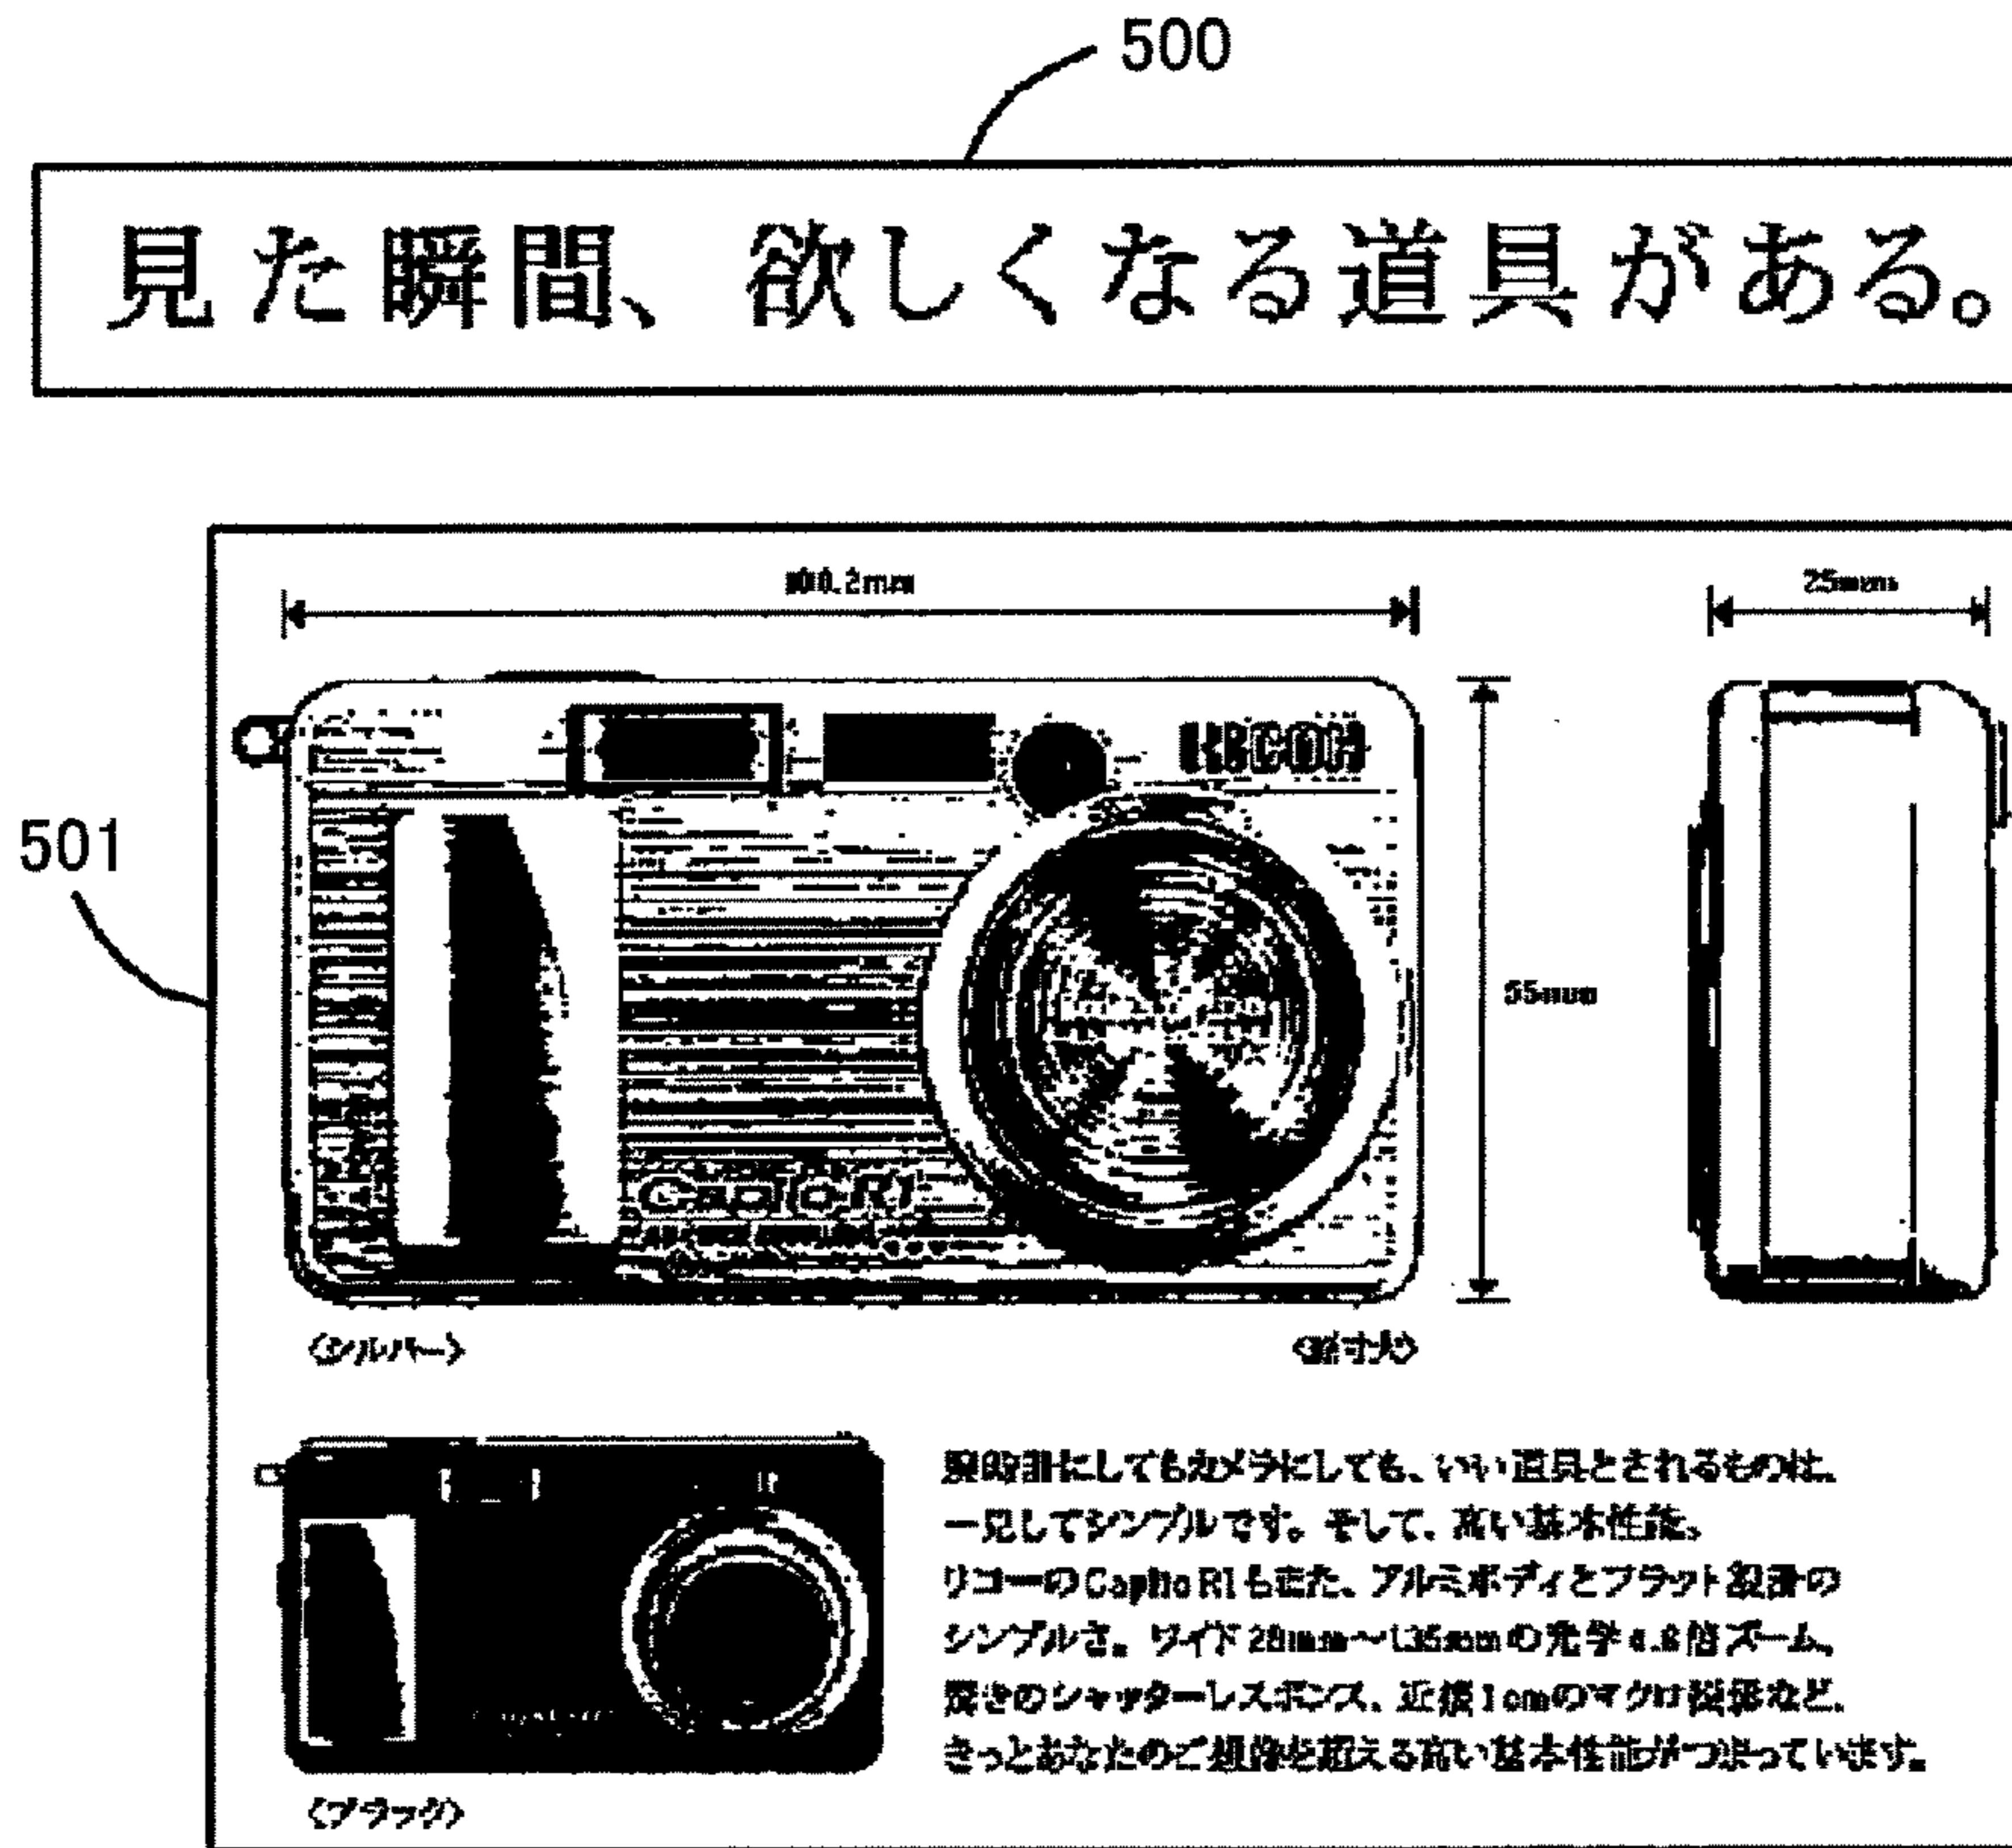 500
見た瞬間、欲しくなる道具がある。
25mm
RICOH
501
55mm
Caplio R1
〈シルバー〉
〈原寸大〉
腕時計にしてもカメラにしても、いい道具とされるものは、
一見してシンプルです。そして、高い基本性能。
リコーのCaplio R1もまた、アルミボディとフラット設計の
シンプルさ。ワイド28mm〜135mmの光学4.8倍ズーム、
驚きのシャッターレスポンス、近接1cmのマクロ撮影など、
きっとあなたのご想像を超える高い基本性能がつまっています。
〈ブラック〉